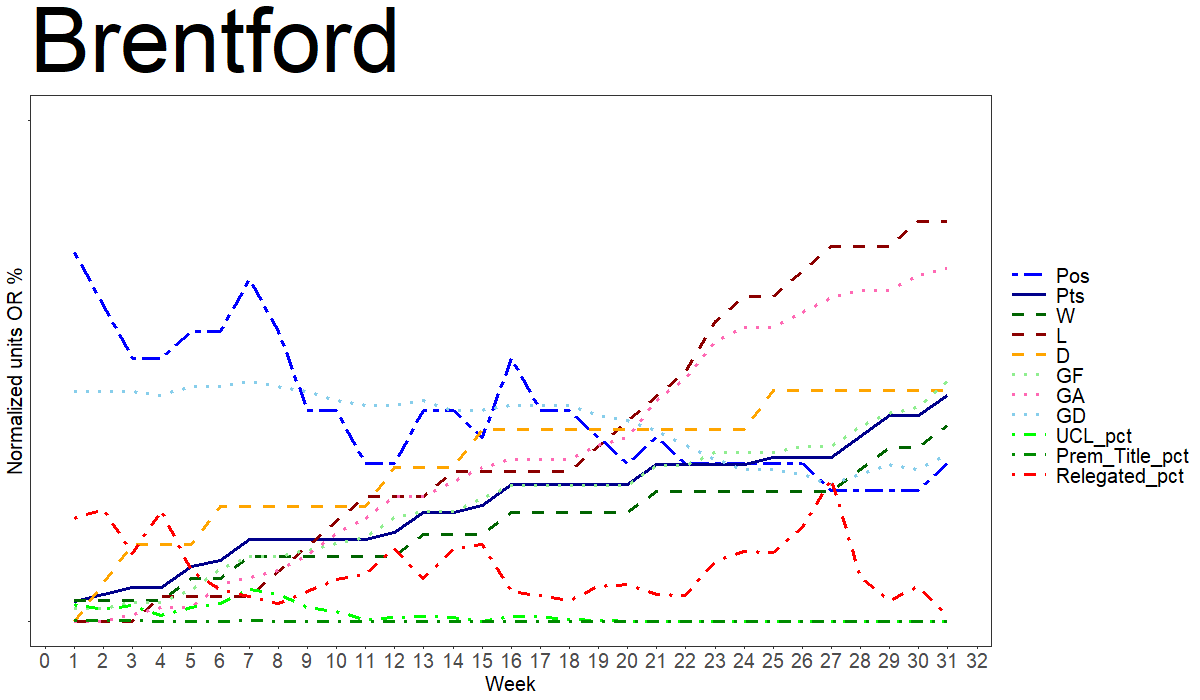 Brentford
Normalized units OR %
Pos
Pts
W
L
D
GF
GA
GD
UCL_pct
Prem_Title_pct
Relegated_pct
0 1 2 3 4 5 6 7 8 9 10 11 12 13 14 15 16 17 18 19 20 21 22 23 24 25 26 27 28 29 30 31 32
Week